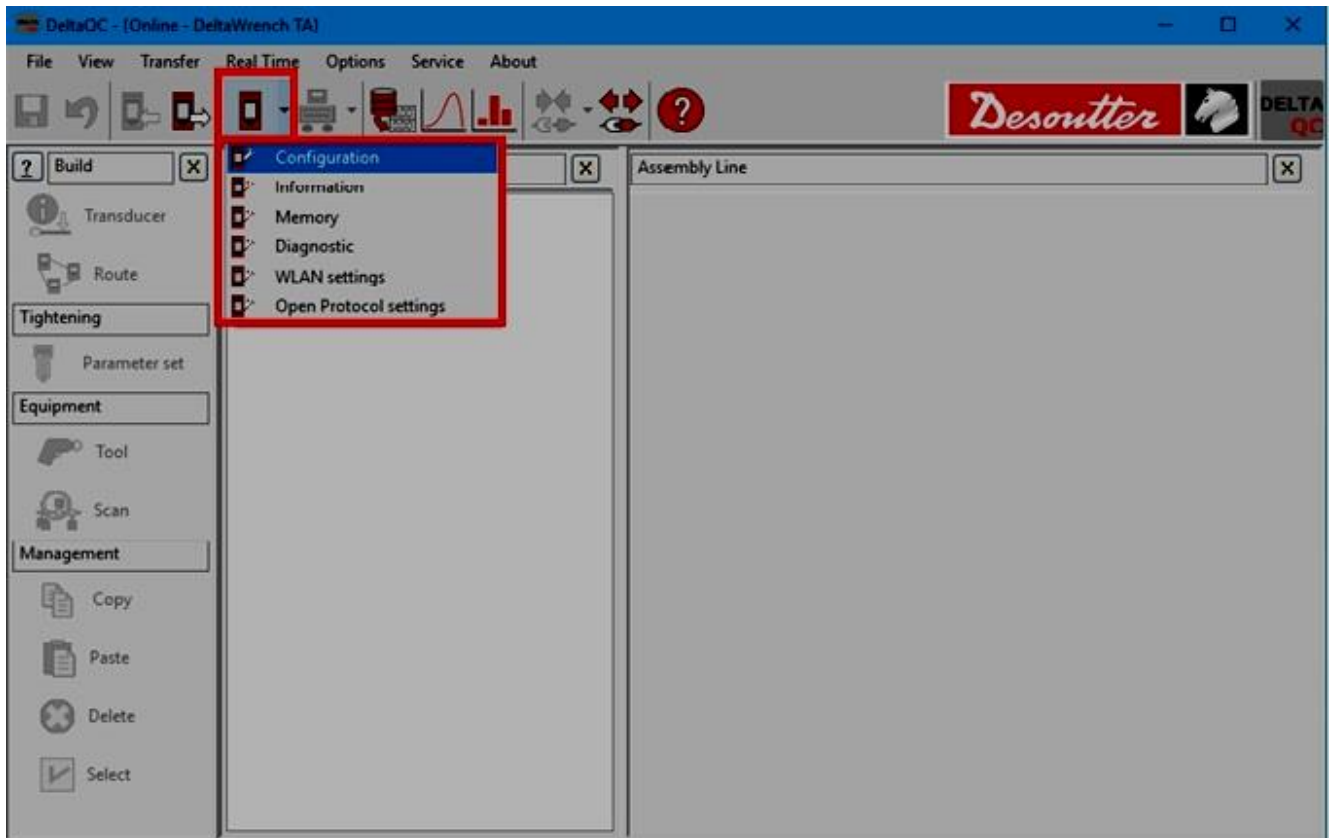 DeltaQC - (Online - DeltaWrench TA)
File View Transfer Real Time Options Service About
? Desoutter DELTA QC
? Build X
X
Assembly Line X
Configuration
Information
Memory
Diagnostic
WLAN settings
Open Protocol settings
Transducer
Route
Tightening
Parameter set
Equipment
Tool
Scan
Management
Copy
Paste
Delete
Select